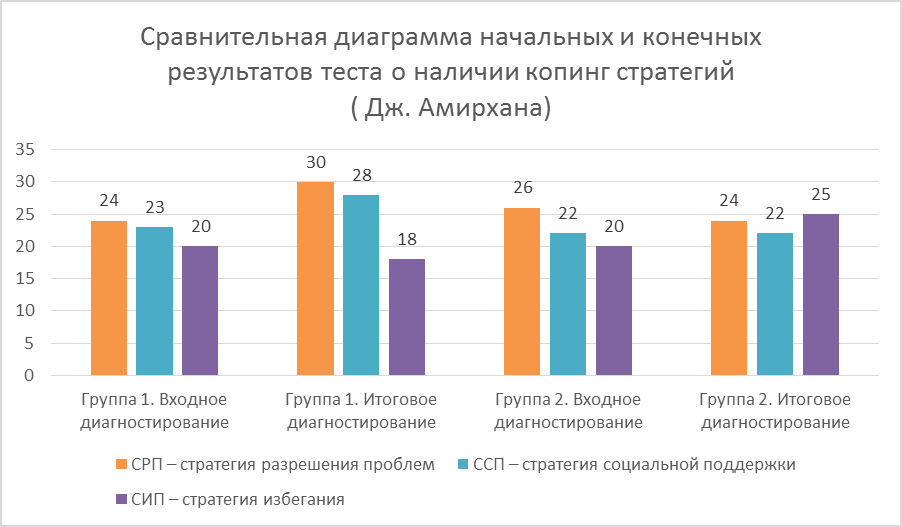 Сравнительная диаграмма начальных и конечных
результатов теста о наличии копинг стратегий
( Дж. Амирхана)
35
30
25
20
15
10
5
0
24
23
20
30
28
18
26
22
20
24
22
25
Группа 1. Входное
диагностирование
Группа 1. Итоговое
диагностирование
Группа 2. Входное
диагностирование
Группа 2. Итоговое
диагностирование
СРП – стратегия разрешения проблем
ССП – стратегия социальной поддержки
СИП – стратегия избегания